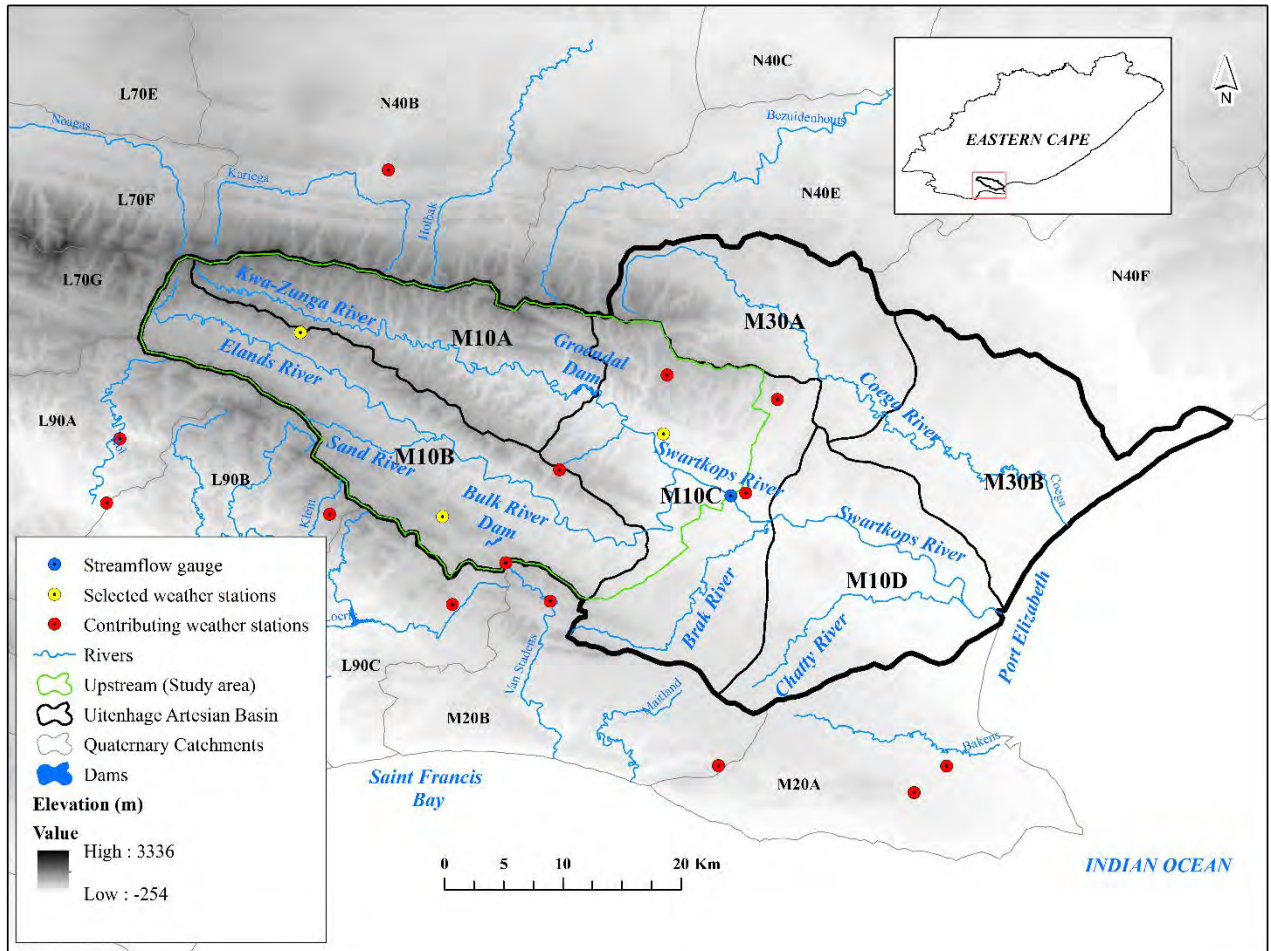 N40C
L70E
N40B
Bezuidenhouts
Nougas
N
EASTERN CAPE
Kariega
L70F
N40E
Holbak
L70G
N40F
Kwa-Zunga River
M30A
M10A
Groendal
Dam
Elands River
Coega River
L90A
M10B
Sand River
Swartkops River
L90B
M10C
M30B
Coega
Bulk River
Dam
Klein
Swartkops River
M10D
Brak River
Chatty River
Port Elizabeth
Van Stadens
L90C
Maitland
M20B
Bakens
M20A
Saint Francis
Bay
INDIAN OCEAN
Streamflow gauge
Selected weather stations
Contributing weather stations
Rivers
Upstream (Study area)
Uitenhage Artesian Basin
Quaternary Catchments
Dams
Elevation (m)
Value
High : 3336
Low : -254
0 5 10 20 Km